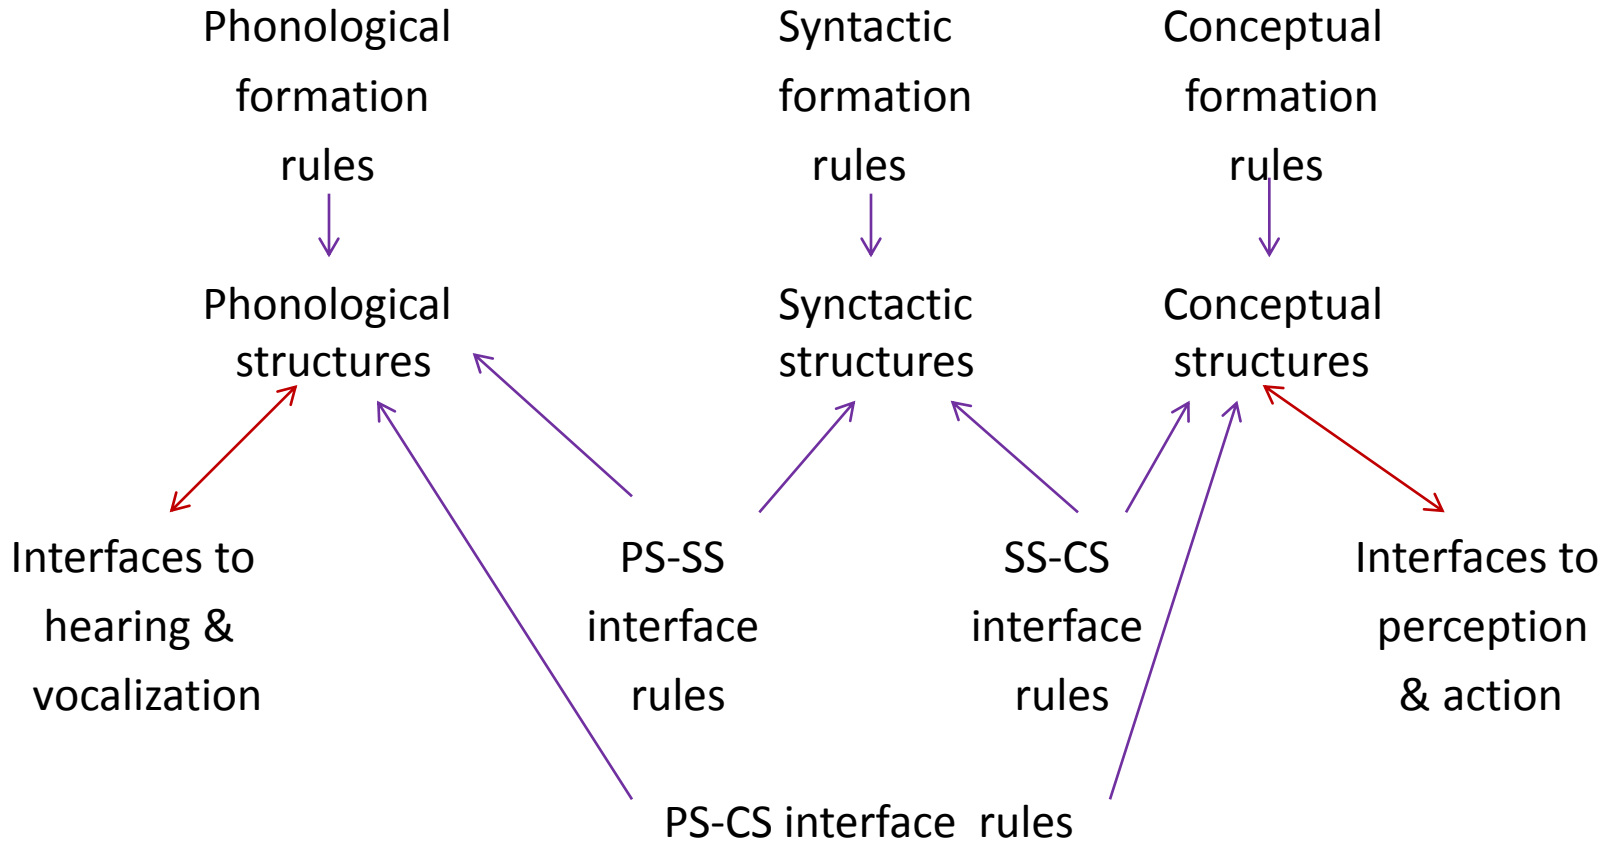 Phonological
formation
rules
Syntactic
formation
rules
Conceptual
formation
rules
Phonological
structures
Synctactic
structures
Conceptual
structures
Interfaces to
hearing &
vocalization
PS-SS
interface
rules
SS-CS
interface
rules
Interfaces to
perception
& action
PS-CS interface rules